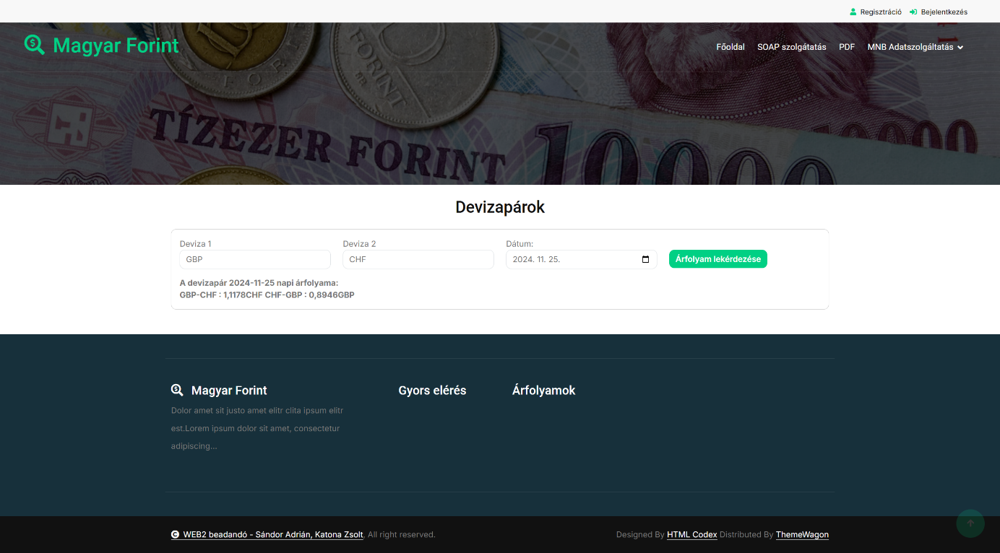 Regisztráció Bejelentkezés
Magyar Forint
Főoldal SOAP szolgátatás PDF MNB Adatszolgáltatás
FORINT
TÍZEZER FORINT 10000
10000
Devizapárok
Deviza 1 Deviza 2 Dátum:
GBP CHF 2024. 11. 25. Árfolyam lekérdezése
A devizapár 2024-11-25 napi árfolyama:
GBP-CHF : 1,1178CHF CHF-GBP : 0,8946GBP
Magyar Forint Gyors elérés Árfolyamok
Dolor amet sit justo amet elitr clita ipsum elitr
est.Lorem ipsum dolor sit amet, consectetur
adipiscing...
WEB2 beadandó - Sándor Adrián, Katona Zsolt, All right reserved. Designed By HTML Codex Distributed By ThemeWagon